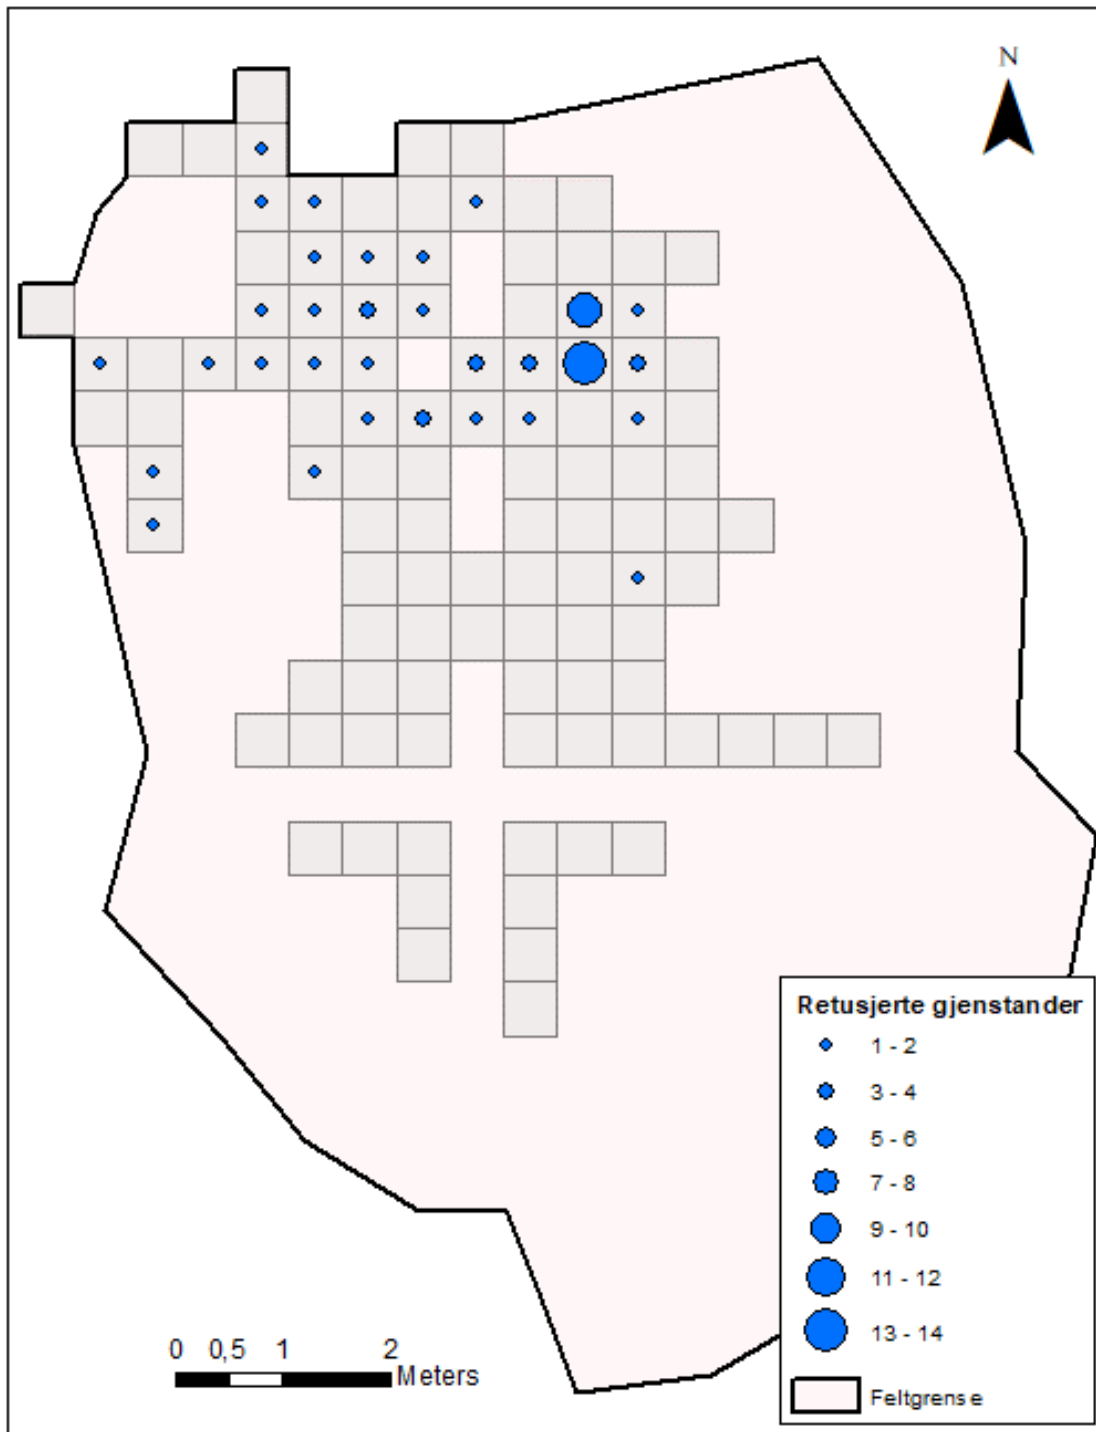 N
Retusjerte gjenstander
1 - 2
3 - 4
5 - 6
7 - 8
9 - 10
11 - 12
13 - 14
Feltgrense
0 0,5 1 2
Meters